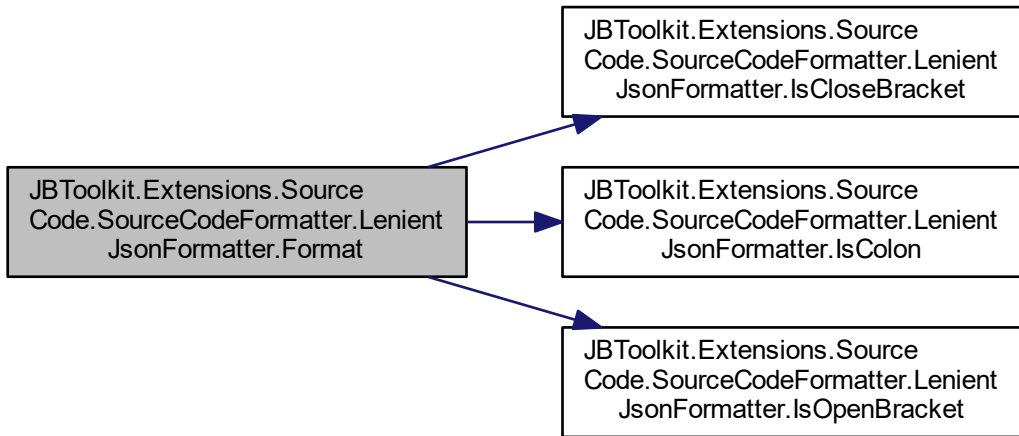 JBToolkit.Extensions.Source
Code.SourceCodeFormatter.Lenient
JsonFormatter.Format
JBToolkit.Extensions.Source
Code.SourceCodeFormatter.Lenient
JsonFormatter.IsCloseBracket
JBToolkit.Extensions.Source
Code.SourceCodeFormatter.Lenient
JsonFormatter.IsColon
JBToolkit.Extensions.Source
Code.SourceCodeFormatter.Lenient
JsonFormatter.IsOpenBracket